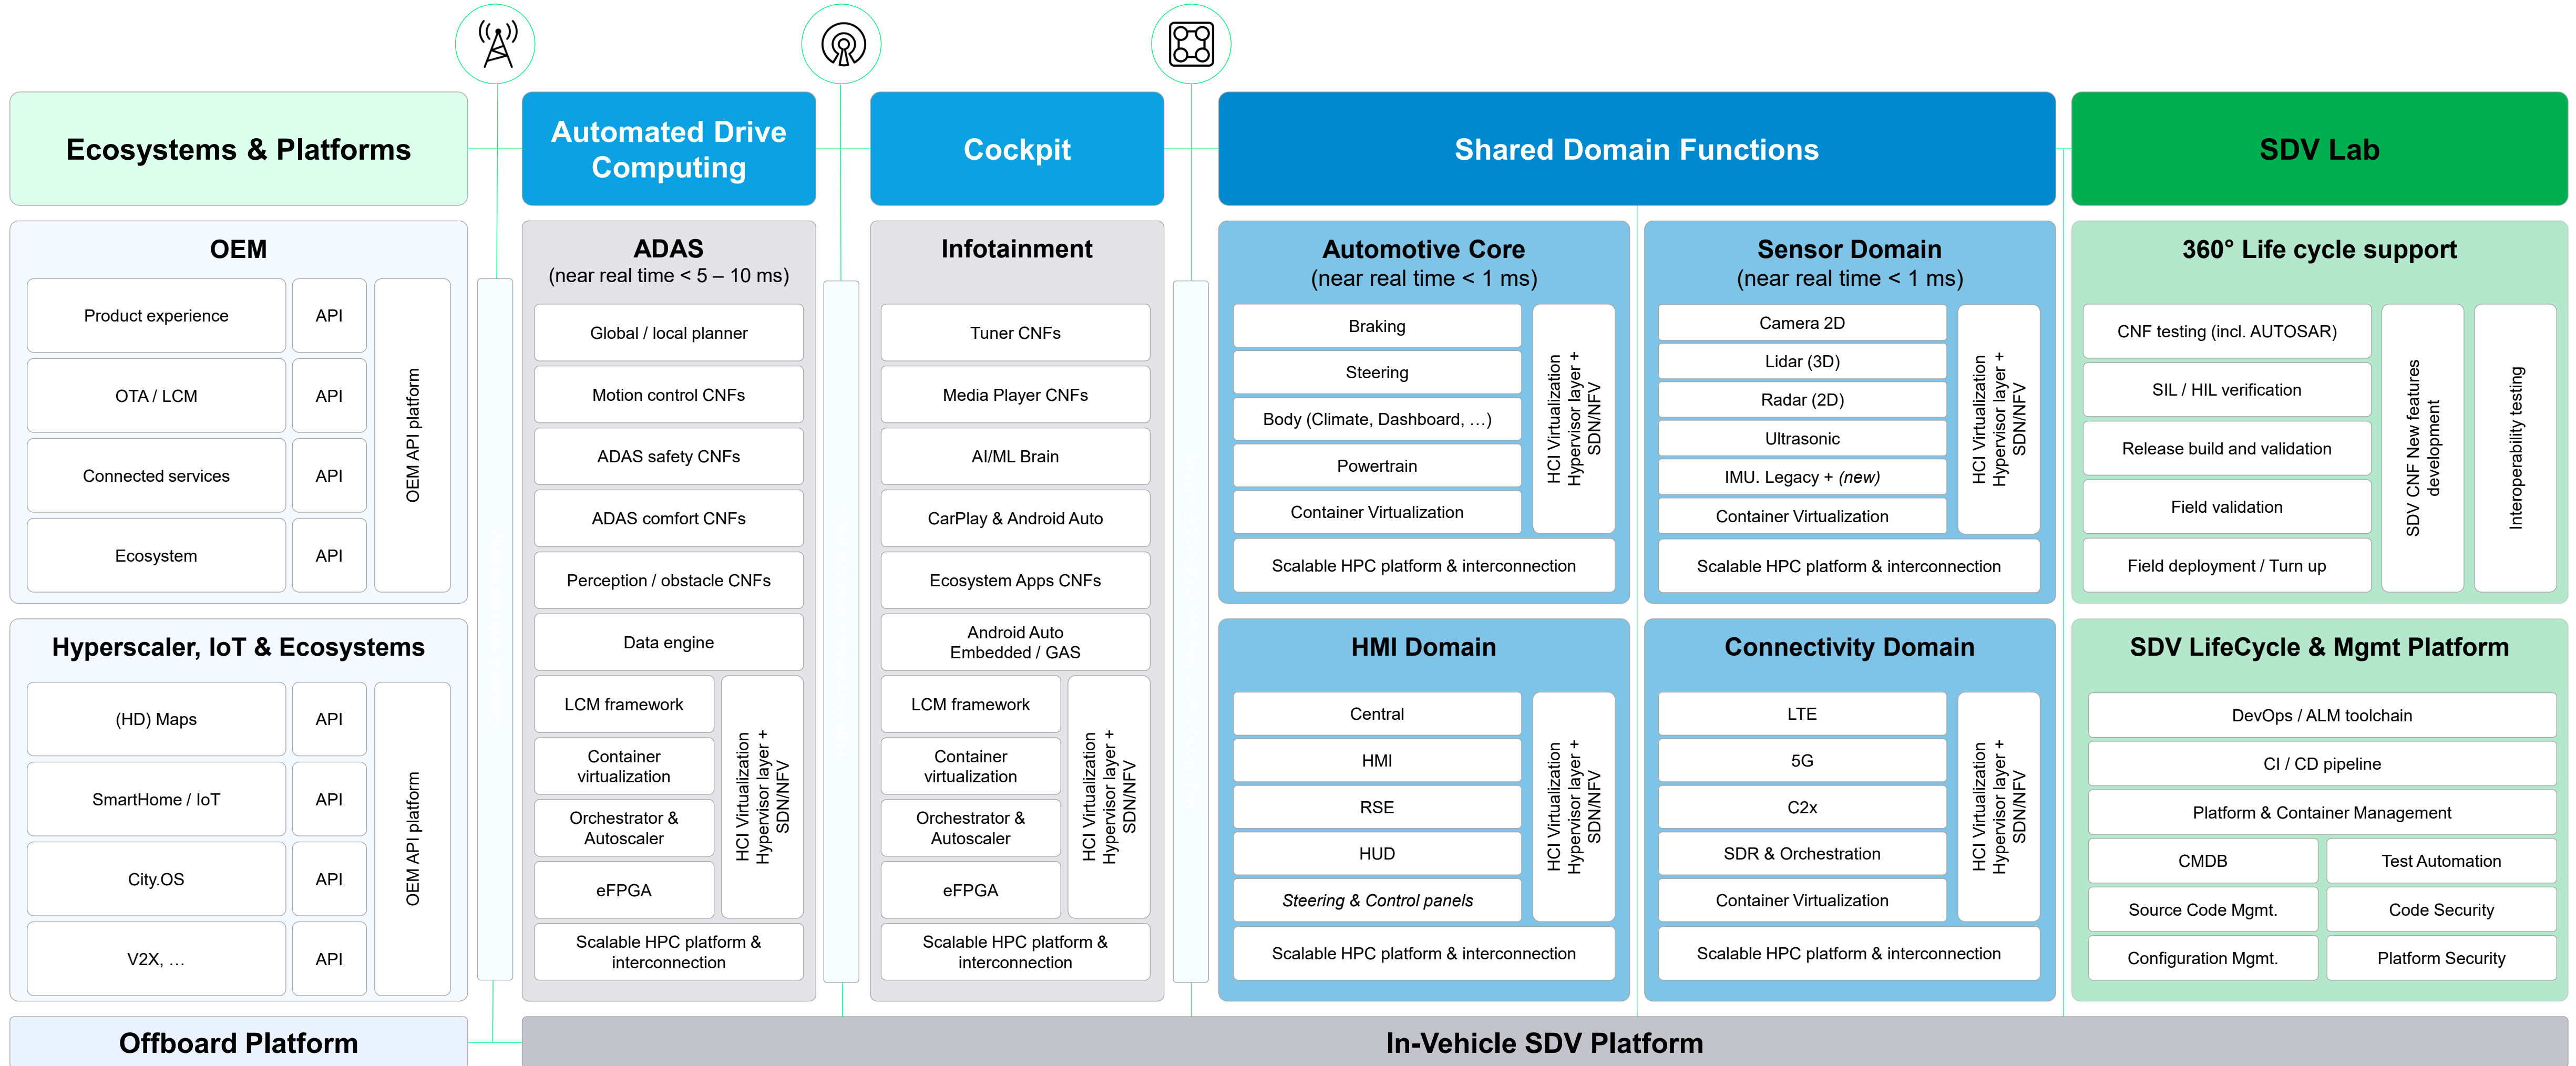 Ecosystems & Platforms
Automated Drive
Computing
Cockpit
Shared Domain Functions
SDV Lab
OEM
Product experience
API
OTA / LCM
API
Connected services
API
Ecosystem
API
OEM API platform
Hyperscaler, IoT & Ecosystems
(HD) Maps
API
SmartHome / IoT
API
City.OS
API
V2X, …
API
OEM API platform
Offboard Platform
ADAS
(near real time < 5 – 10 ms)
Global / local planner
Motion control CNFs
ADAS safety CNFs
ADAS comfort CNFs
Perception / obstacle CNFs
Data engine
LCM framework
Container
virtualization
Orchestrator &
Autoscaler
eFPGA
HCI Virtualization
Hypervisor layer +
SDN/NFV
Scalable HPC platform &
interconnection
Infotainment
Tuner CNFs
Media Player CNFs
AI/ML Brain
CarPlay & Android Auto
Ecosystem Apps CNFs
Android Auto
Embedded / GAS
LCM framework
Container
virtualization
Orchestrator &
Autoscaler
eFPGA
HCI Virtualization
Hypervisor layer +
SDN/NFV
Scalable HPC platform &
interconnection
Automotive Core
(near real time < 1 ms)
Braking
Steering
Body (Climate, Dashboard, …)
Powertrain
Container Virtualization
HCI Virtualization
Hypervisor layer +
SDN/NFV
Scalable HPC platform & interconnection
Sensor Domain
(near real time < 1 ms)
Camera 2D
Lidar (3D)
Radar (2D)
Ultrasonic
IMU. Legacy + (new)
Container Virtualization
HCI Virtualization
Hypervisor layer +
SDN/NFV
Scalable HPC platform & interconnection
HMI Domain
Central
HMI
RSE
HUD
Steering & Control panels
HCI Virtualization
Hypervisor layer +
SDN/NFV
Scalable HPC platform & interconnection
Connectivity Domain
LTE
5G
C2x
SDR & Orchestration
Container Virtualization
HCI Virtualization
Hypervisor layer +
SDN/NFV
Scalable HPC platform & interconnection
360° Life cycle support
CNF testing (incl. AUTOSAR)
SIL / HIL verification
Release build and validation
Field validation
Field deployment / Turn up
SDV CNF New features
development
Interoperability testing
SDV LifeCycle & Mgmt Platform
DevOps / ALM toolchain
CI / CD pipeline
Platform & Container Management
CMDB
Test Automation
Source Code Mgmt.
Code Security
Configuration Mgmt.
Platform Security
In-Vehicle SDV Platform